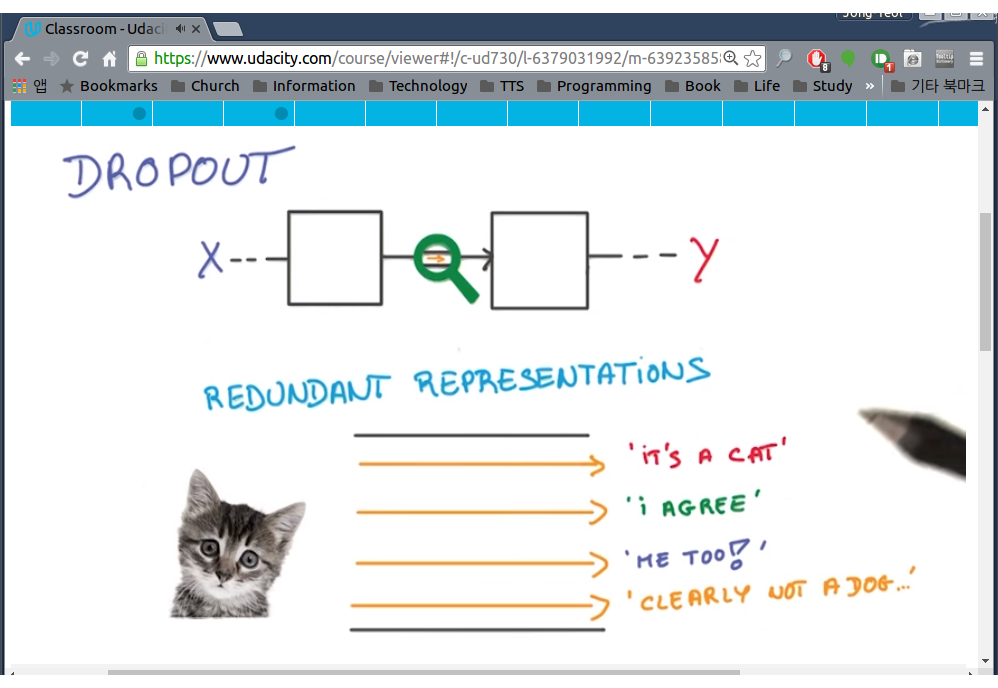 Jong Yeol
Classroom - Udaci
https://www.udacity.com/course/viewer#!/c-ud730/l-6379031992/m-63923585
8
1
앱 Bookmarks Church Information Technology TTS Programming Book Life Study » 기타 북마크
DROPOUT
X Y
REDUNDANT REPRESENTATIONS
'iT'S A CAT'
'i AGREE'
'ME TOO!'
'CLEARLY NOT A DOG...'